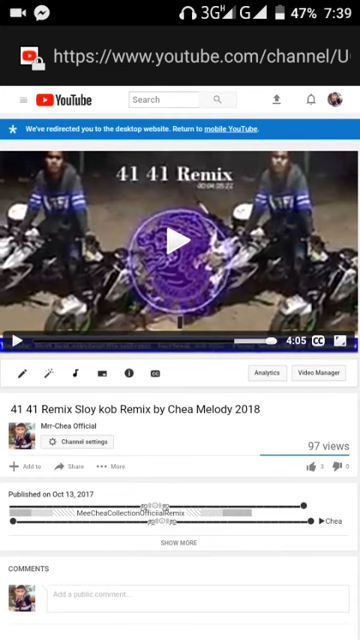 3G H G 47% 7:39
https://www.youtube.com/channel/U
YouTube
Search
We've redirected you to the desktop website. Return to mobile YouTube.
41 41 Remix
4:05 CC
Analytics Video Manager
41 41 Remix Sloy kob Remix by Chea Melody 2018
Mrr-Chea Official
Channel settings
97 views
Add to Share More
3 0
Published on Oct 13, 2017
MeeCheaCollectionOfficialRemix
▶Chea
SHOW MORE
COMMENTS
Add a public comment...